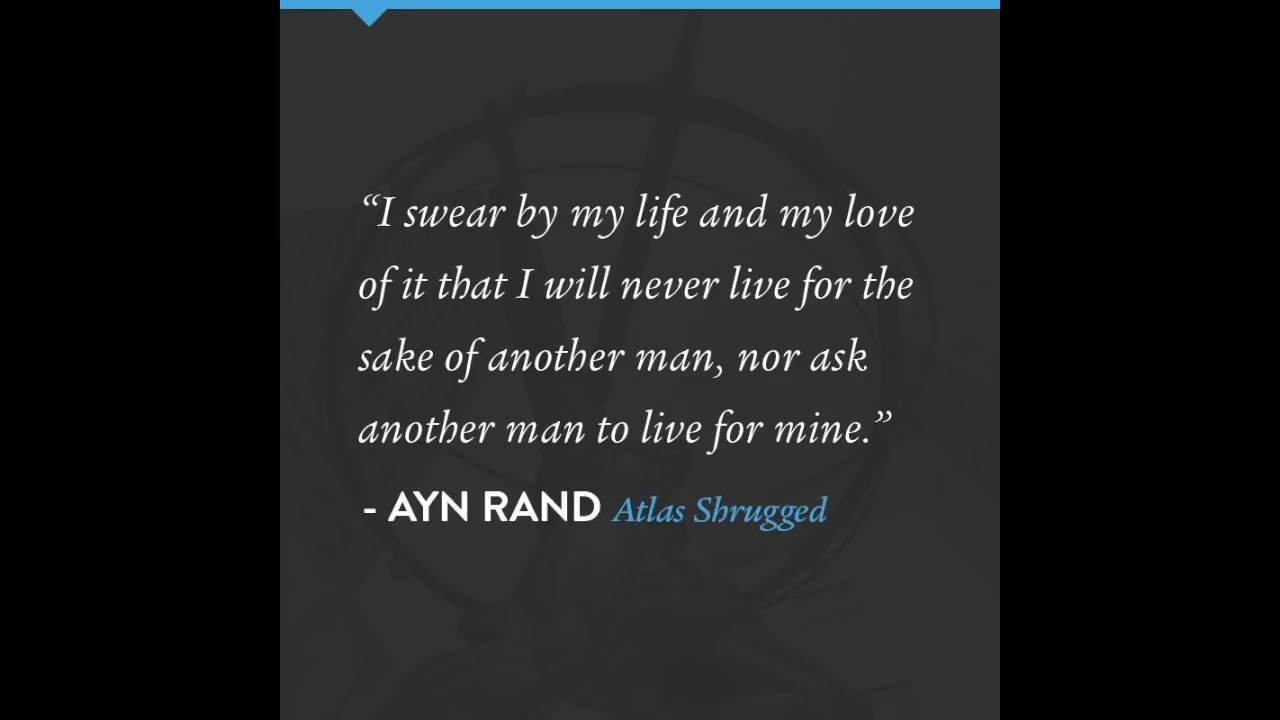 “I swear by my life and my love
of it that I will never live for the
sake of another man, nor ask
another man to live for mine.”
- AYN RAND Atlas Shrugged